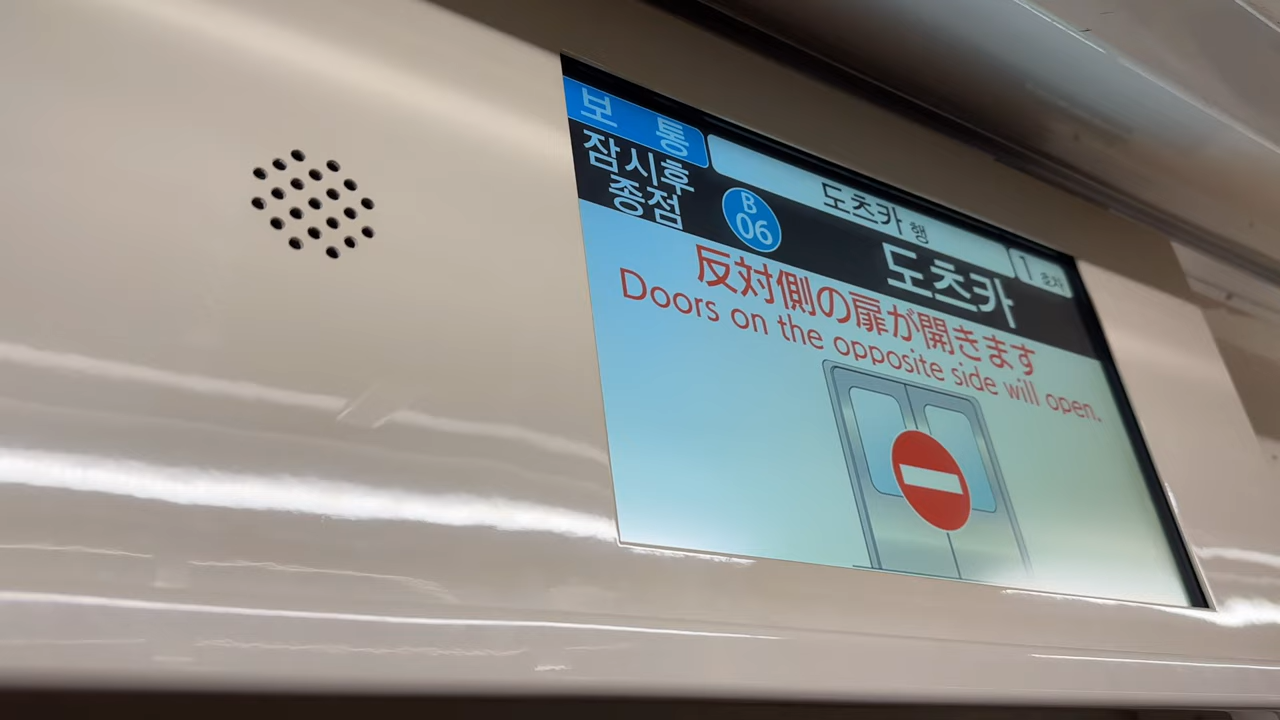 보 통
도츠카 행
1 호차
잠시후
종점
B
06
도츠카
反対側の扉が開きます
Doors on the opposite side will open.